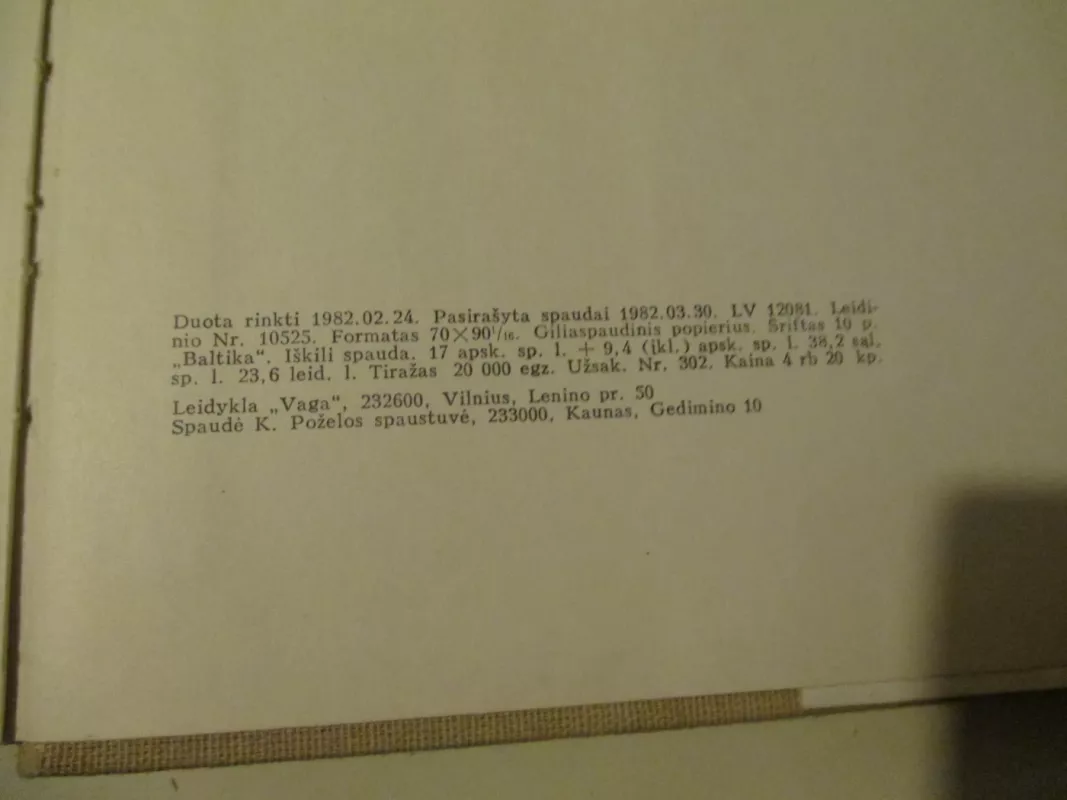 Duota rinkti 1982.02.24. Pasirašyta spaudai 1982.03.30. LV 12081. Leidi-
nio Nr. 10525. Formatas 70×90¹/₁₆. Giliaspaudinis popierius. Šriftas 10 p.
„Baltika“. Iškili spauda. 17 apsk. sp. l. + 9,4 (įkl.) apsk. sp. l. 38,2 sąl.
sp. l. 23,6 leid. l. Tiražas 20 000 egz. Užsak. Nr. 302. Kaina 4 rb 20 kp.
Leidykla „Vaga“, 232600, Vilnius, Lenino pr. 50
Spaudė K. Poželos spaustuvė, 233000, Kaunas, Gedimino 10